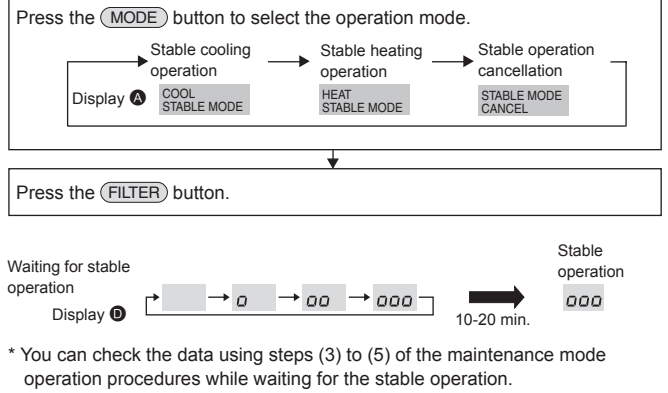 Press the MODE button to select the operation mode.
Stable cooling operation
Stable heating operation
Stable operation cancellation
Display A
COOL
STABLE MODE
HEAT
STABLE MODE
STABLE MODE
CANCEL
Press the FILTER button.
Waiting for stable operation
Display D
0
00
000
10-20 min.
Stable operation
000
* You can check the data using steps (3) to (5) of the maintenance mode
operation procedures while waiting for the stable operation.